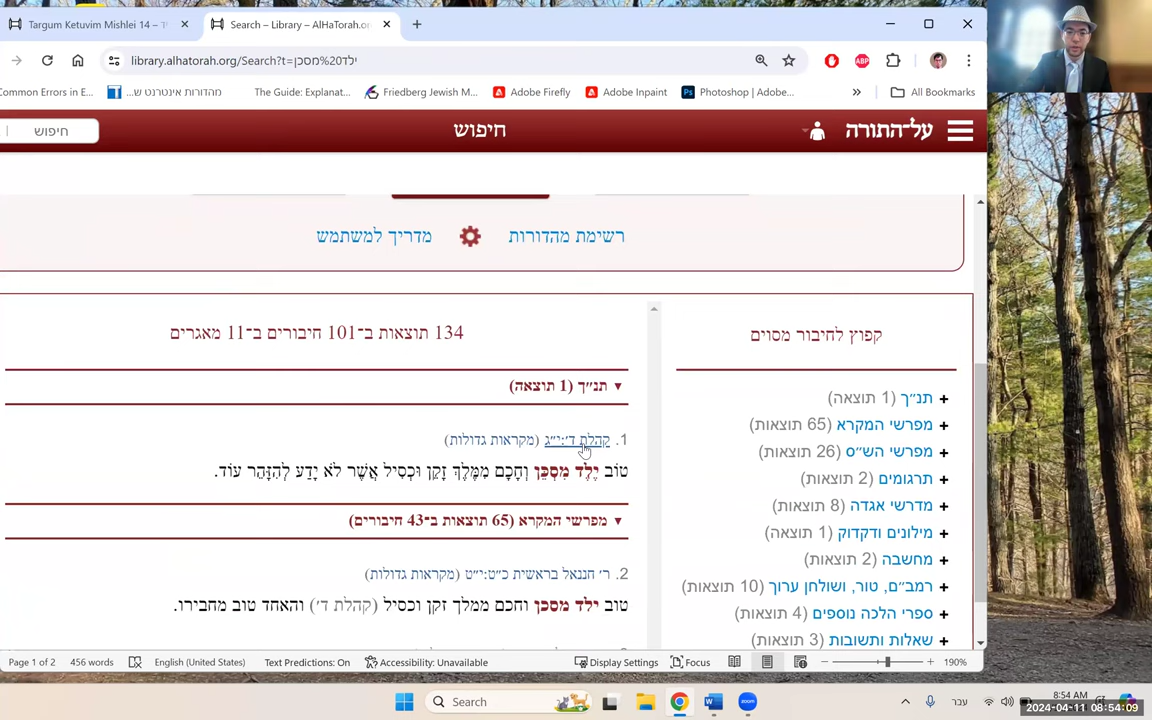 Targum Ketuvim Mishlei 14 –
Search – Library – AlHaTorah.or
library.alhatorah.org/Search?t=ילד%20מסכן
Common Errors in E...
מהדורות אינטרנט ש...
The Guide: Explanat...
Friedberg Jewish M...
Adobe Firefly
Adobe Inpaint
Photoshop | Adobe...
»
All Bookmarks
על־התורה
חיפוש
חיפוש
רשימת מהדורות
מדריך למשתמש
קפוץ לחיבור מסוים
+ תנ״ך (1 תוצאה)
+ מפרשי המקרא (65 תוצאות)
+ מפרשי הש״ס (26 תוצאות)
+ תרגומים (2 תוצאות)
+ מדרשי אגדה (8 תוצאות)
+ מילונים ודקדוק (1 תוצאה)
+ מחשבה (2 תוצאות)
+ רמב״ם, טור, ושולחן ערוך (10 תוצאות)
+ ספרי הלכה נוספים (4 תוצאות)
+ שאלות ותשובות (3 תוצאות)
134 תוצאות ב־101 חיבורים ב־11 מאגרים
תנ״ך (1 תוצאה)
1. קהלת ד׳:י״ג (מקראות גדולות)
טוֹב יֶלֶד מִסְכֵּן וְחָכָם מִמֶּלֶךְ זָקֵן וּכְסִיל אֲשֶׁר לֹא יָדַע לְהִזָּהֵר עוֹד.
מפרשי המקרא (65 תוצאות ב־43 חיבורים)
2. ר׳ חננאל בראשית כ״ט:י״ט (מקראות גדולות)
טוב ילד מסכן וחכם ממלך זקן וכסיל (קהלת ד׳) והאחד טוב מחבירו.
Page 1 of 2
456 words
English (United States)
Text Predictions: On
Accessibility: Unavailable
Display Settings
Focus
190%
Search
zoom
עבר
8:54 AM
2024-04-11 08:54:09